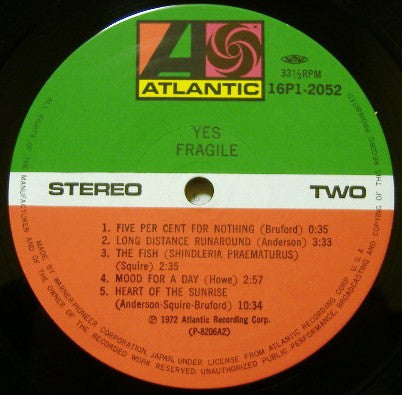 A
ATLANTIC
33⅓RPM
16P1-2052
YES
FRAGILE
STEREO
TWO
1. FIVE PER CENT FOR NOTHING (Bruford) 0:35
2. LONG DISTANCE RUNAROUND (Anderson) 3:33
3. THE FISH (SHINDLERIA PRAEMATURUS)
(Squire) 2:35
4. MOOD FOR A DAY (Howe) 2:57
5. HEART OF THE SUNRISE
(Anderson-Squire-Bruford) 10:34
℗ 1972 Atlantic Recording Corp.
(P-8206A2)
MADE BY WARNER-PIONEER CORPORATION, JAPAN, UNDER LICENSE FROM ATLANTIC RECORDING CORP. U.S.A.
ALL RIGHTS OF THE MANUFACTURER AND OF THE OWNER OF THE RECORDED WORK RESERVED. UNAUTHORIZED PUBLIC PERFORMANCE, BROADCASTING AND COPYING OF THIS RECORD PROHIBITED.